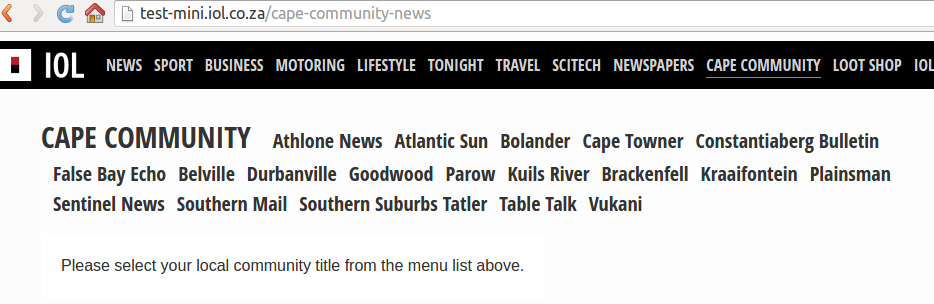 test-mini.iol.co.za/cape-community-news
IOL NEWS SPORT BUSINESS MOTORING LIFESTYLE TONIGHT TRAVEL SCITECH NEWSPAPERS CAPE COMMUNITY LOOT SHOP IOL
CAPE COMMUNITY Athlone News Atlantic Sun Bolander Cape Towner Constantiaberg Bulletin
False Bay Echo Belville Durbanville Goodwood Parow Kuils River Brackenfell Kraaifontein Plainsman
Sentinel News Southern Mail Southern Suburbs Tatler Table Talk Vukani
Please select your local community title from the menu list above.